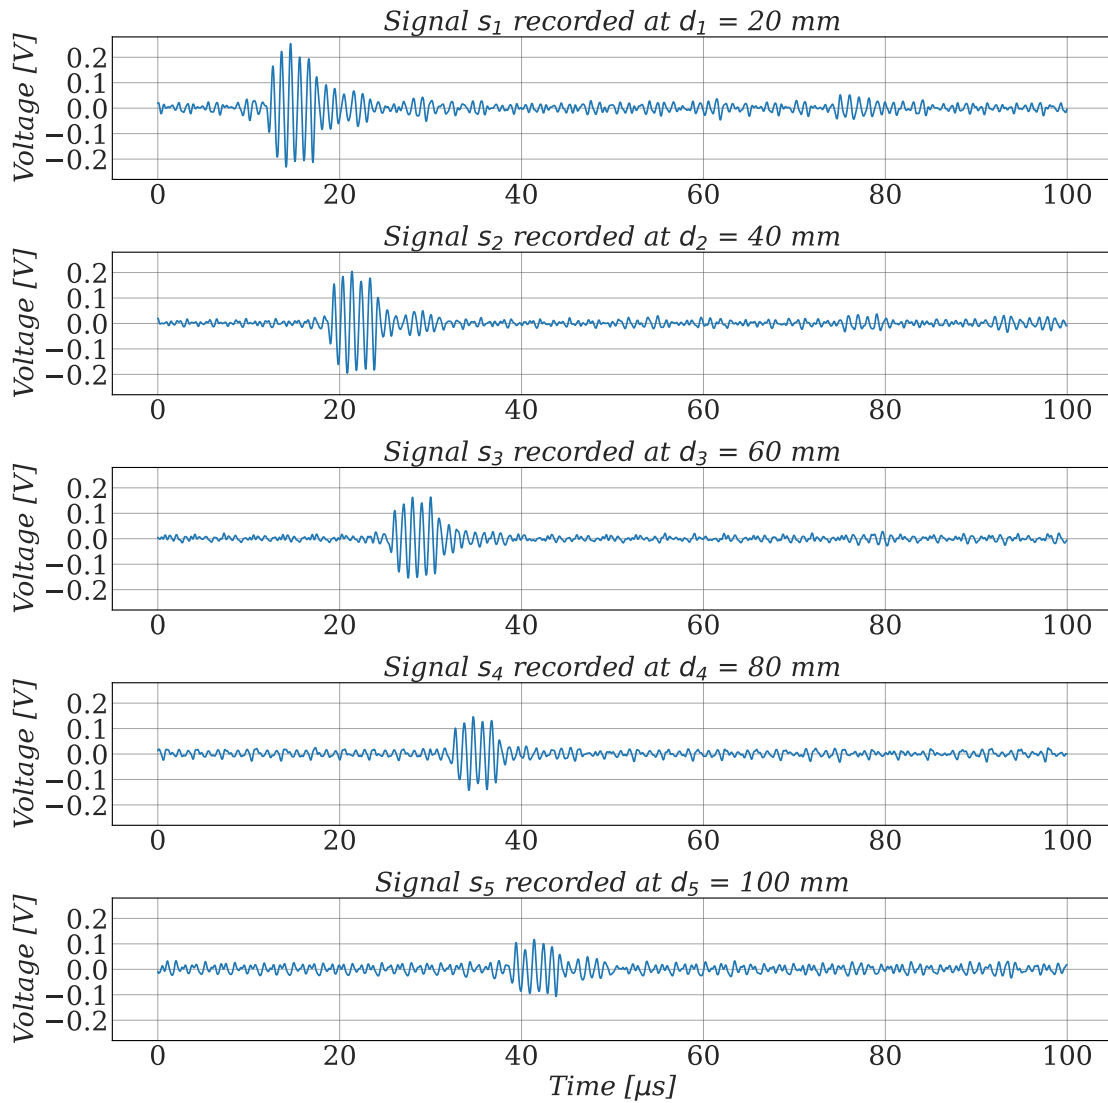 Signal s₁ recorded at d₁ = 20 mm
Voltage [V]
0.2
0.1
0.0
−0.1
−0.2
0 20 40 60 80 100
Signal s₂ recorded at d₂ = 40 mm
Voltage [V]
0.2
0.1
0.0
−0.1
−0.2
0 20 40 60 80 100
Signal s₃ recorded at d₃ = 60 mm
Voltage [V]
0.2
0.1
0.0
−0.1
−0.2
0 20 40 60 80 100
Signal s₄ recorded at d₄ = 80 mm
Voltage [V]
0.2
0.1
0.0
−0.1
−0.2
0 20 40 60 80 100
Signal s₅ recorded at d₅ = 100 mm
Voltage [V]
0.2
0.1
0.0
−0.1
−0.2
0 20 40 60 80 100
Time [μs]